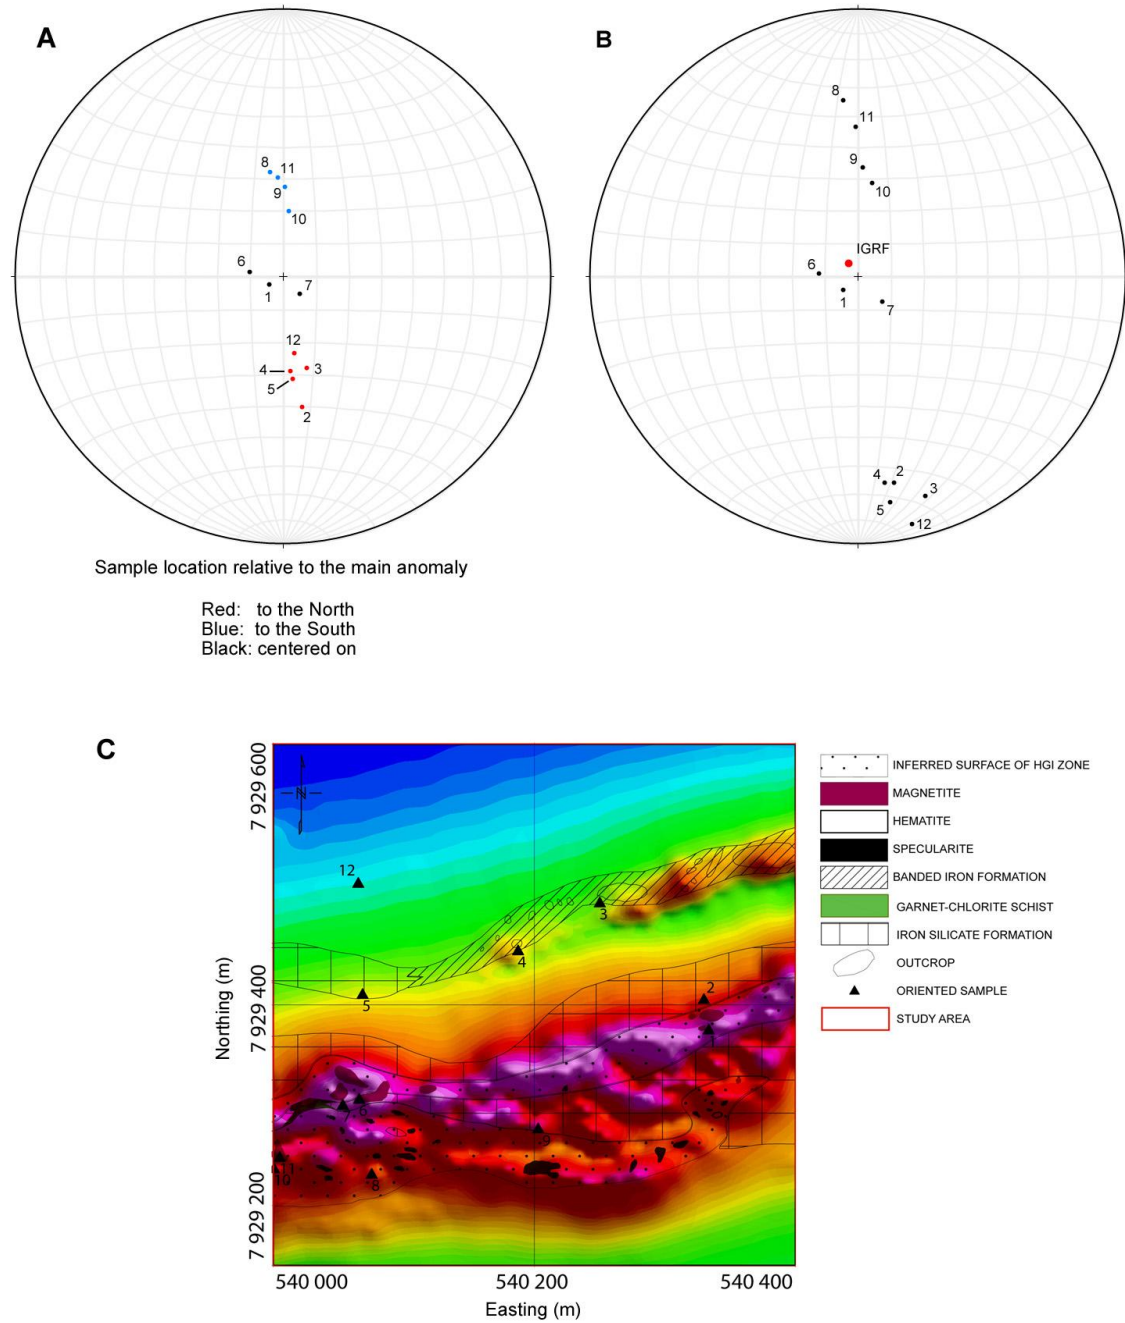 A
8
11
9
10
6
1
7
12
4
3
5
2
Sample location relative to the main anomaly
Red: to the North
Blue: to the South
Black: centered on
B
8
11
9
10
IGRF
6
1
7
4
2
3
5
12
C
7 929 600
7 929 400
7 929 200
Northing (m)
N
12
3
4
5
2
1
6
9
8
10
540 000
540 200
540 400
Easting (m)
INFERRED SURFACE OF HGI ZONE
MAGNETITE
HEMATITE
SPECULARITE
BANDED IRON FORMATION
GARNET-CHLORITE SCHIST
IRON SILICATE FORMATION
OUTCROP
ORIENTED SAMPLE
STUDY AREA